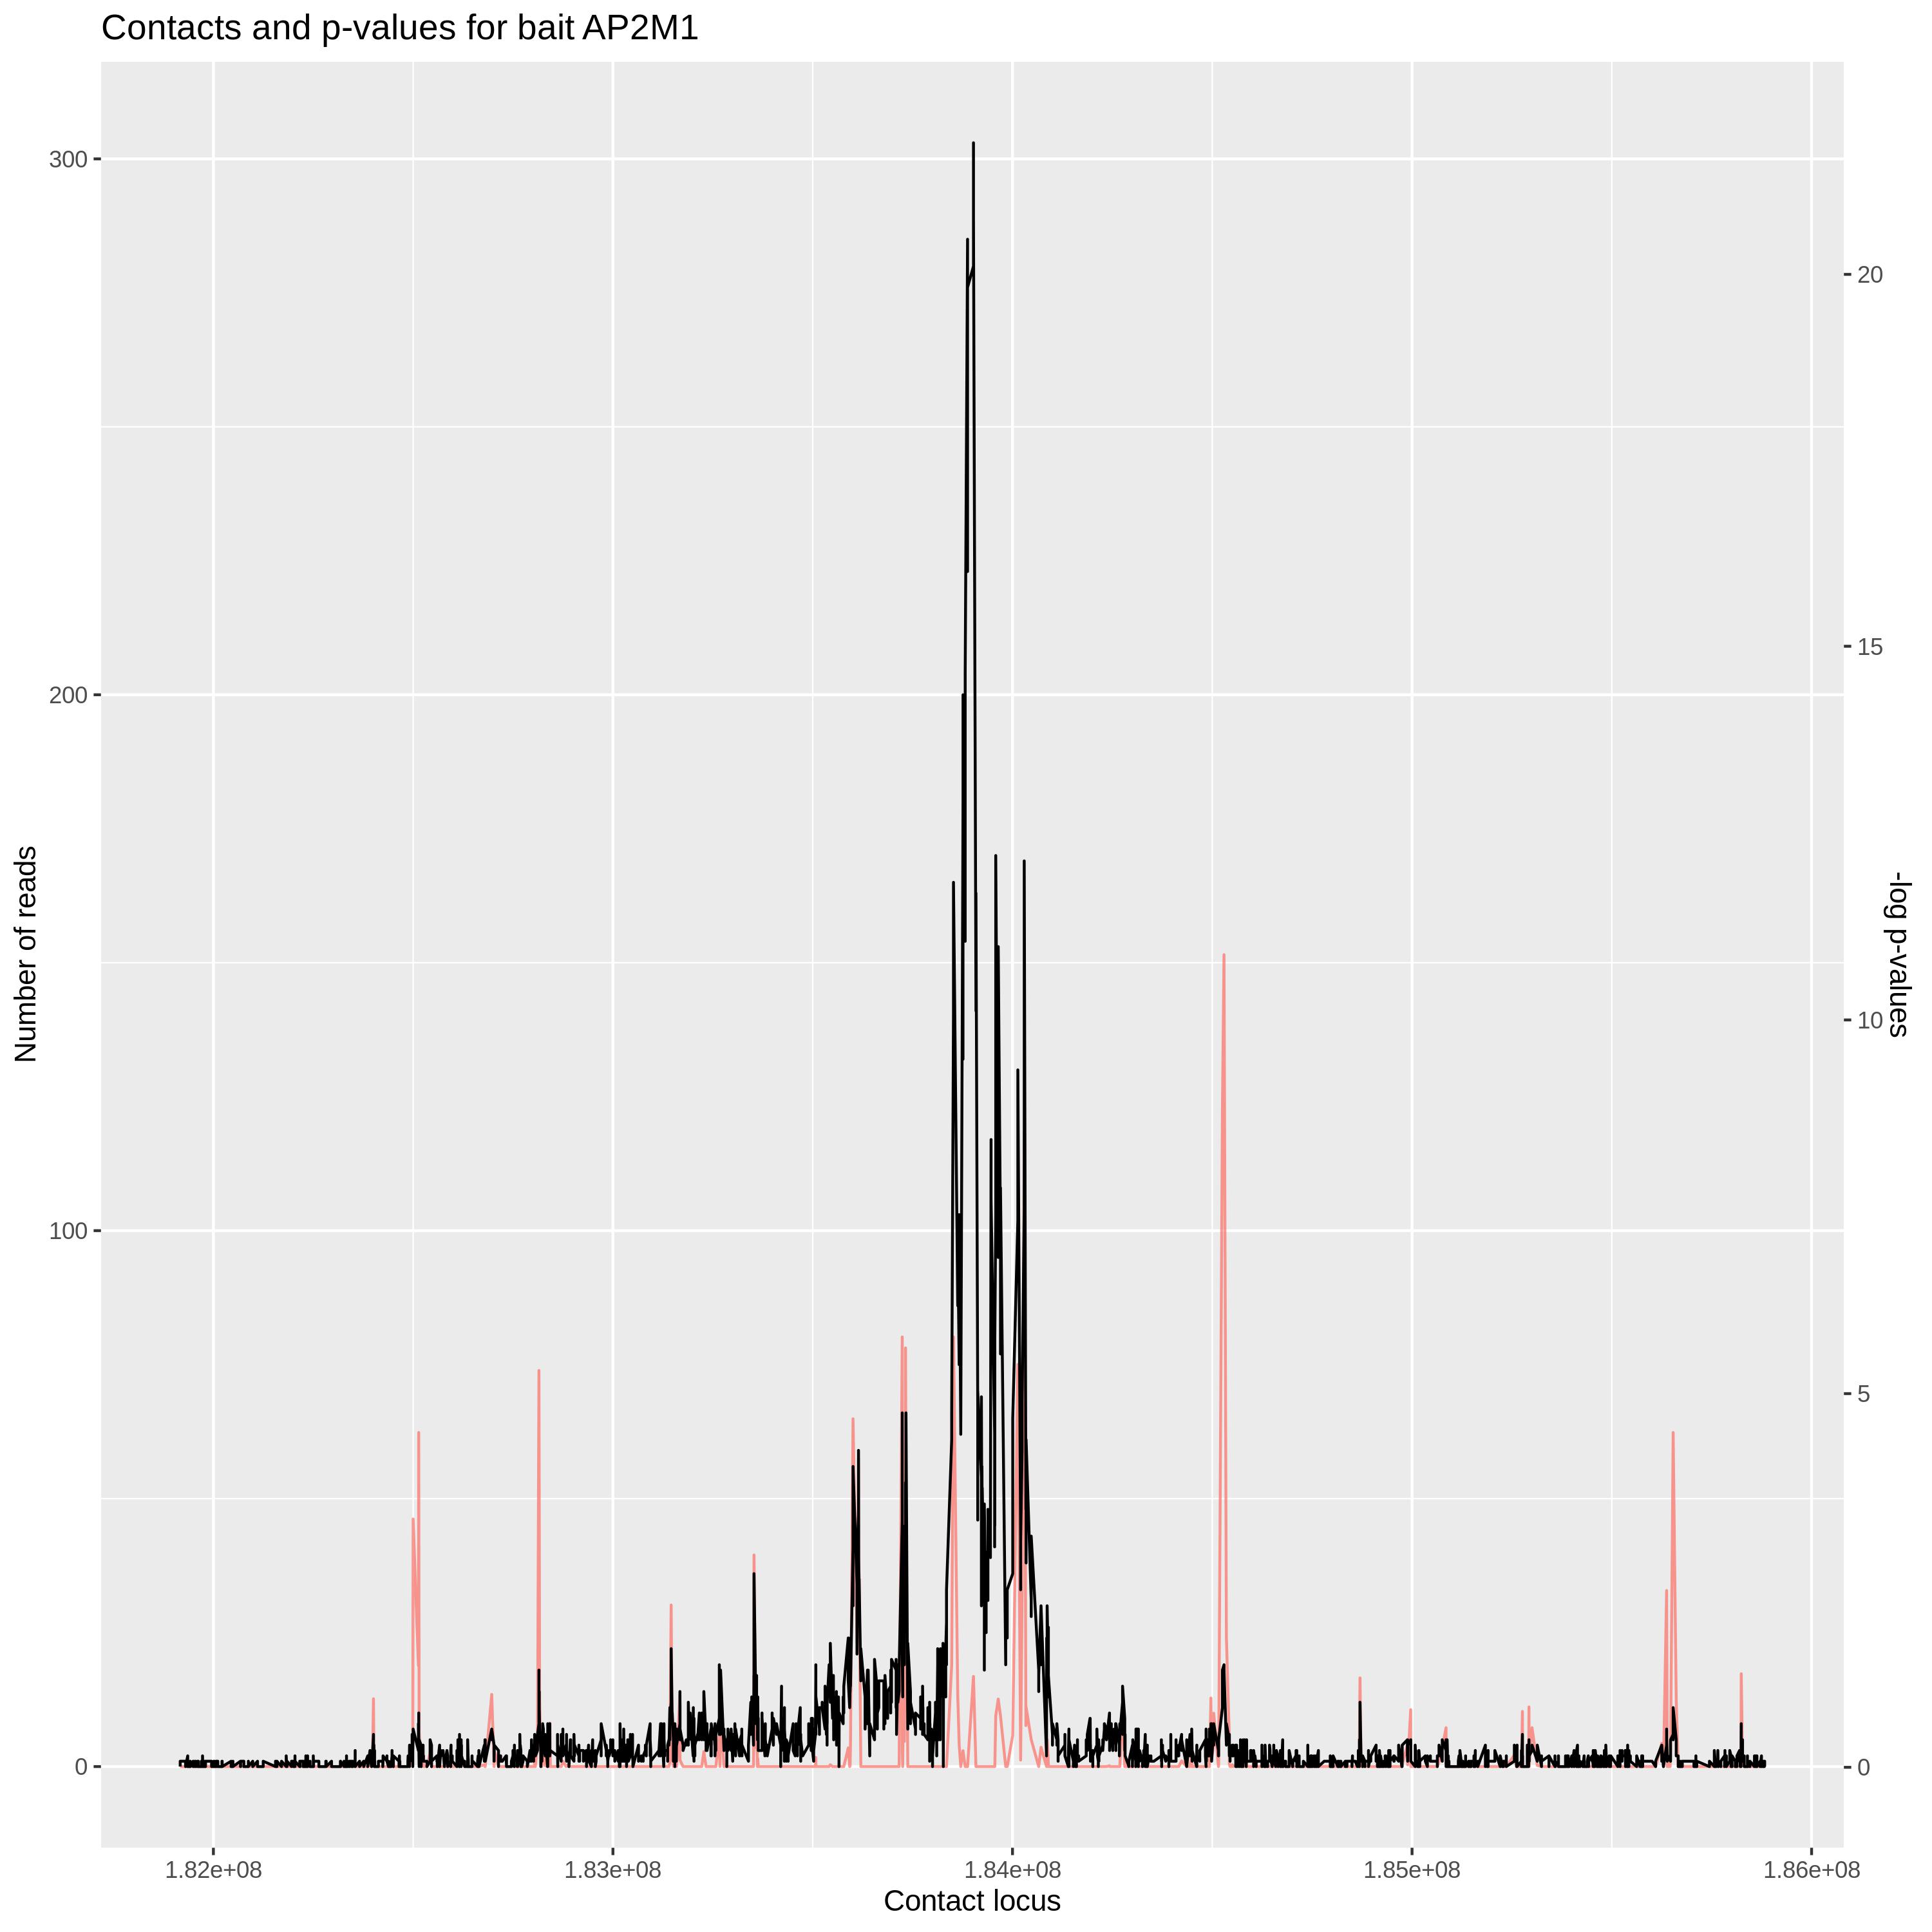 Contacts and p-values for bait AP2M1
300
200
100
0
Number of reads
20
15
10
5
0
-log p-values
1.82e+08
1.83e+08
1.84e+08
1.85e+08
1.86e+08
Contact locus